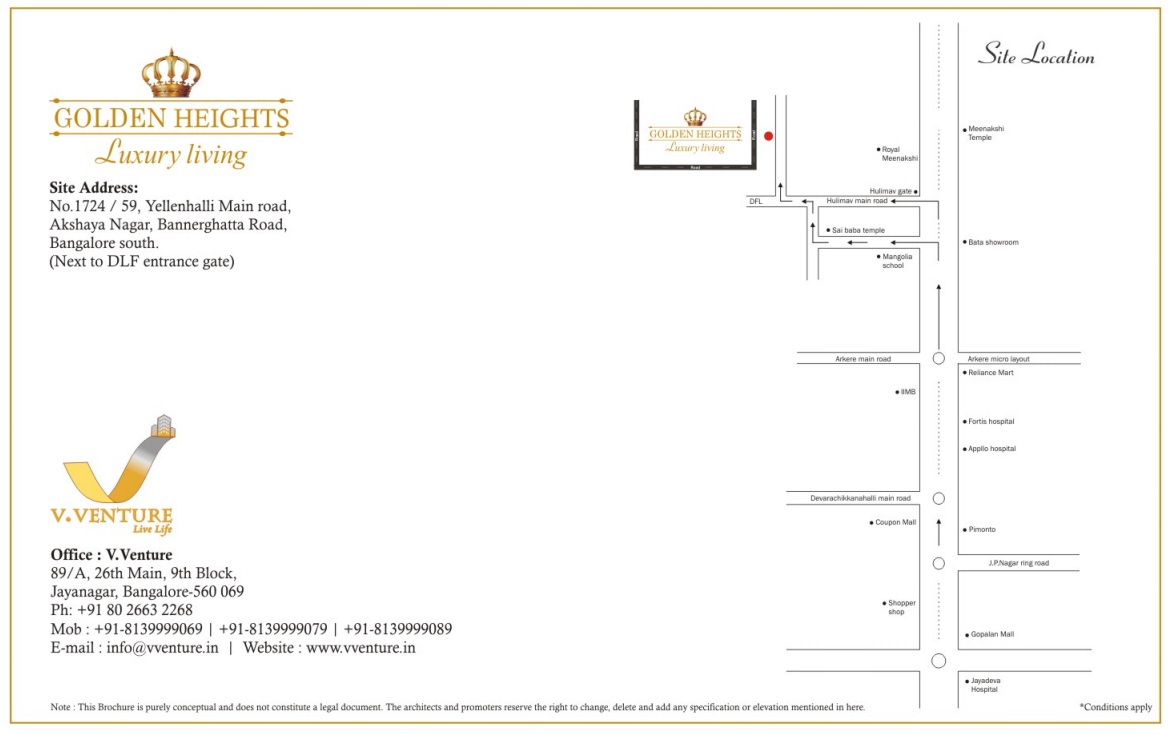 GOLDEN HEIGHTS
Luxury living
Site Address:
No.1724 / 59, Yellenhalli Main road,
Akshaya Nagar, Bannerghatta Road,
Bangalore south.
(Next to DLF entrance gate)
V.VENTURE
Live Life
Office : V.Venture
89/A, 26th Main, 9th Block,
Jayanagar, Bangalore-560 069
Ph: +91 80 2663 2268
Mob : +91-8139999069 | +91-8139999079 | +91-8139999089
E-mail : info@vventure.in | Website : www.vventure.in
Site Location
GOLDEN HEIGHTS
Luxury living
Road
Road
Road
Meenakshi
Temple
Royal
Meenakshi
Hulimav gate
DFL
Hulimav main road
Sai baba temple
Bata showroom
Mangolia
school
Arkere main road
Arkere micro layout
Reliance Mart
IIMB
Fortis hospital
Applio hospital
Devarachikkanahalli main road
Coupon Mall
Pimonto
J.P.Nagar ring road
Shopper
shop
Gopalan Mall
Jayadeva
Hospital
Note : This Brochure is purely conceptual and does not constitute a legal document. The architects and promoters reserve the right to change, delete and add any specification or elevation mentioned in here.
*Conditions apply